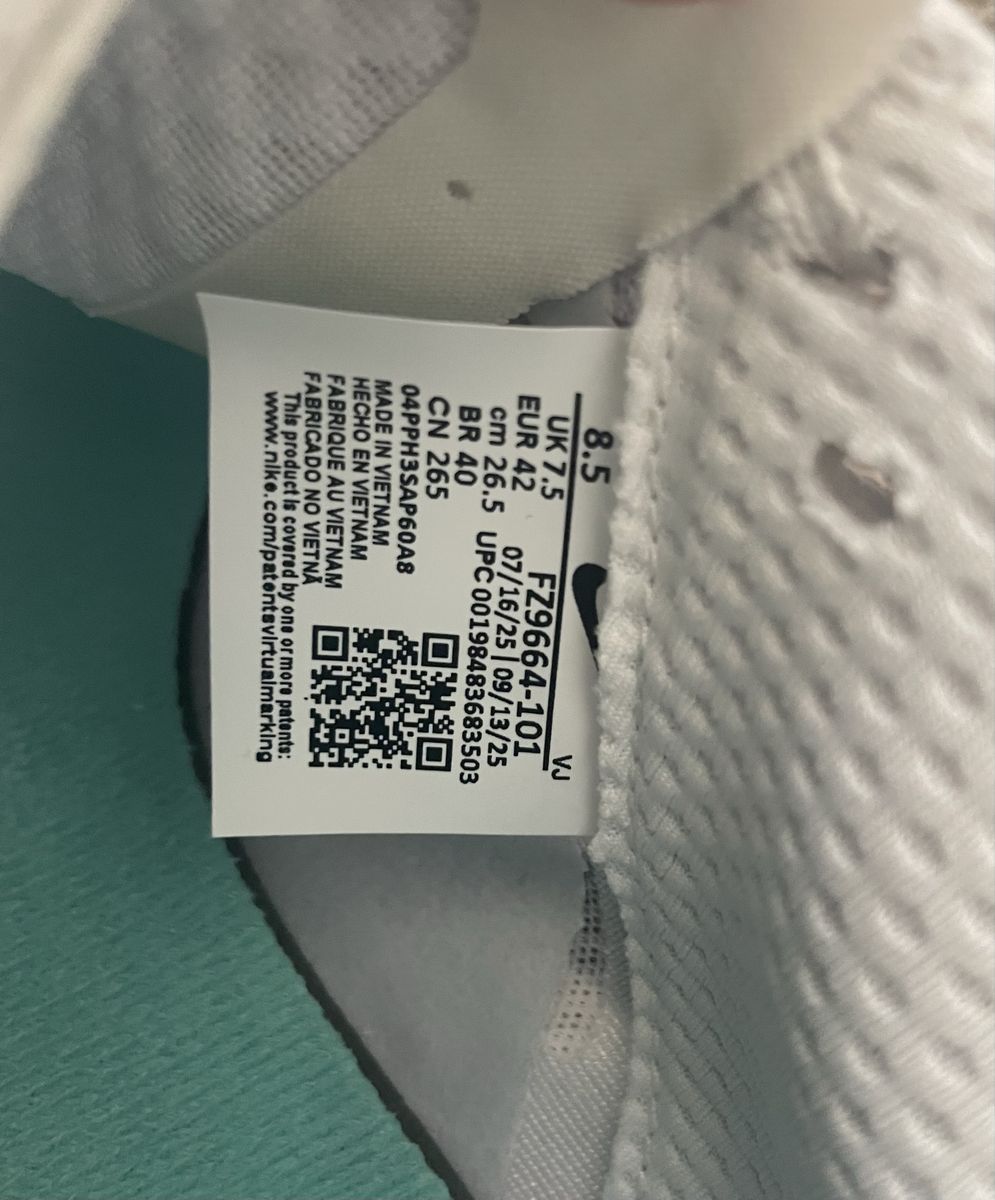 8.5
VJ
UK 7.5
EUR 42
FZ9664-101
cm 26.5
07/16/25 | 09/13/25
BR 40
UPC 00198483683503
CN 265
04PPH3SAP60A8
MADE IN VIETNAM
HECHO EN VIETNAM
FABRIQUE AU VIETNAM
FABRICADO NO VIETNÃ
This product is covered by one or more patents:
www.nike.com/patentsvirtualmarking